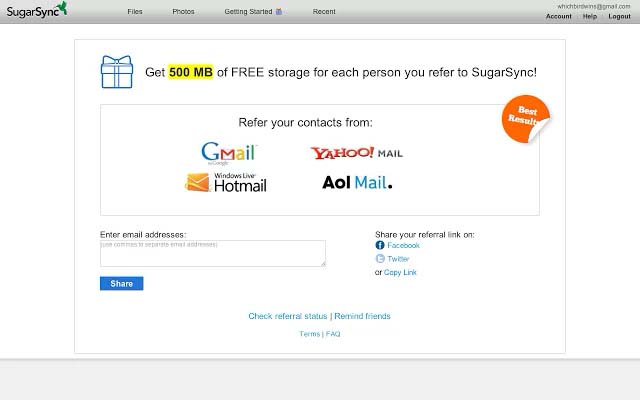 SugarSync
Files Photos Getting Started Recent
whichbirdwins@gmail.com
Account | Help | Logout
Get 500 MB of FREE storage for each person you refer to SugarSync!
Best
Results
Refer your contacts from:
Gmail
by Google
YAHOO! MAIL
Windows Live
Hotmail
Aol Mail.
Enter email addresses:
(use commas to separate email addresses)
Share
Share your referral link on:
Facebook
Twitter
or Copy Link
Check referral status | Remind friends
Terms | FAQ